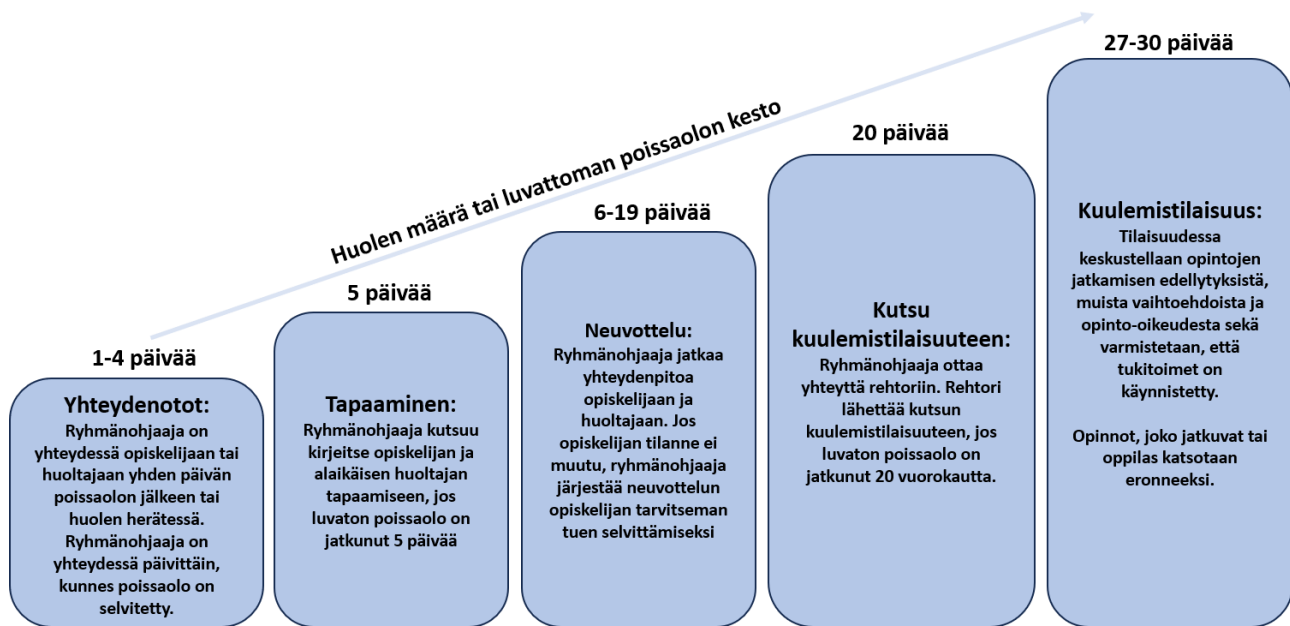 Huolen määrä tai luvattoman poissaolon kesto
1-4 päivää
Yhteydenotot:
Ryhmänohjaaja on
yhteydessä opiskelijaan tai
huoltajaan yhden päivän
poissaolon jälkeen tai
huolen herätessä.
Ryhmänohjaaja on
yhteydessä päivittäin,
kunnes poissaolo on
selvitetty.
5 päivää
Tapaaminen:
Ryhmänohjaaja kutsuu
kirjeitse opiskelijan ja
alaikäisen huoltajan
tapaamiseen, jos
luvaton poissaolo on
jatkunut 5 päivää
6-19 päivää
Neuvottelu:
Ryhmänohjaaja jatkaa
yhteydenpitoa
opiskelijaan ja
huoltajaan. Jos
opiskelijan tilanne ei
muutu, ryhmänohjaaja
järjestää neuvottelun
opiskelijan tarvitseman
tuen selvittämiseksi
20 päivää
Kutsu
kuulemistilaisuuteen:
Ryhmänohjaaja ottaa
yhteyttä rehtoriin. Rehtori
lähettää kutsun
kuulemistilaisuuteen, jos
luvaton poissaolo on
jatkunut 20 vuorokautta.
27-30 päivää
Kuulemistilaisuus:
Tilaisuudessa
keskustellaan opintojen
jatkamisen edellytyksistä,
muista vaihtoehdoista ja
opinto-oikeudesta sekä
varmistetaan, että
tukitoimet on
käynnistetty.
Opinnot, joko jatkuvat tai
oppilas katsotaan
eronneeksi.